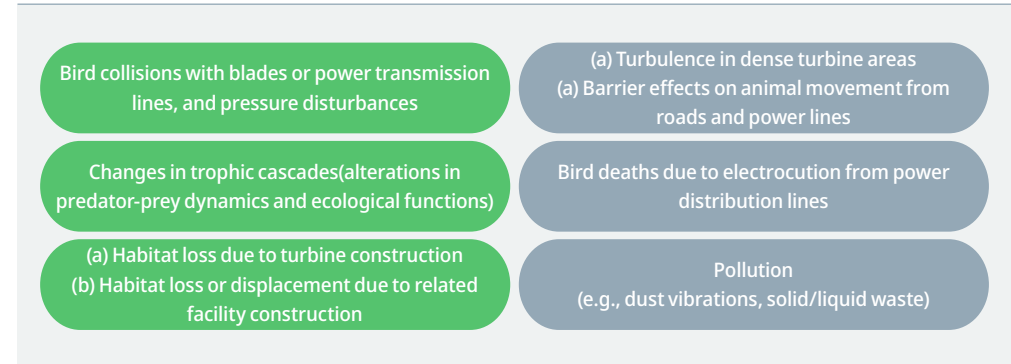 Bird collisions with blades or power transmission
lines, and pressure disturbances
(a) Turbulence in dense turbine areas
(a) Barrier effects on animal movement from
roads and power lines
Changes in trophic cascades(alterations in
predator-prey dynamics and ecological functions)
Bird deaths due to electrocution from power
distribution lines
(a) Habitat loss due to turbine construction
(b) Habitat loss or displacement due to related
facility construction
Pollution
(e.g., dust vibrations, solid/liquid waste)